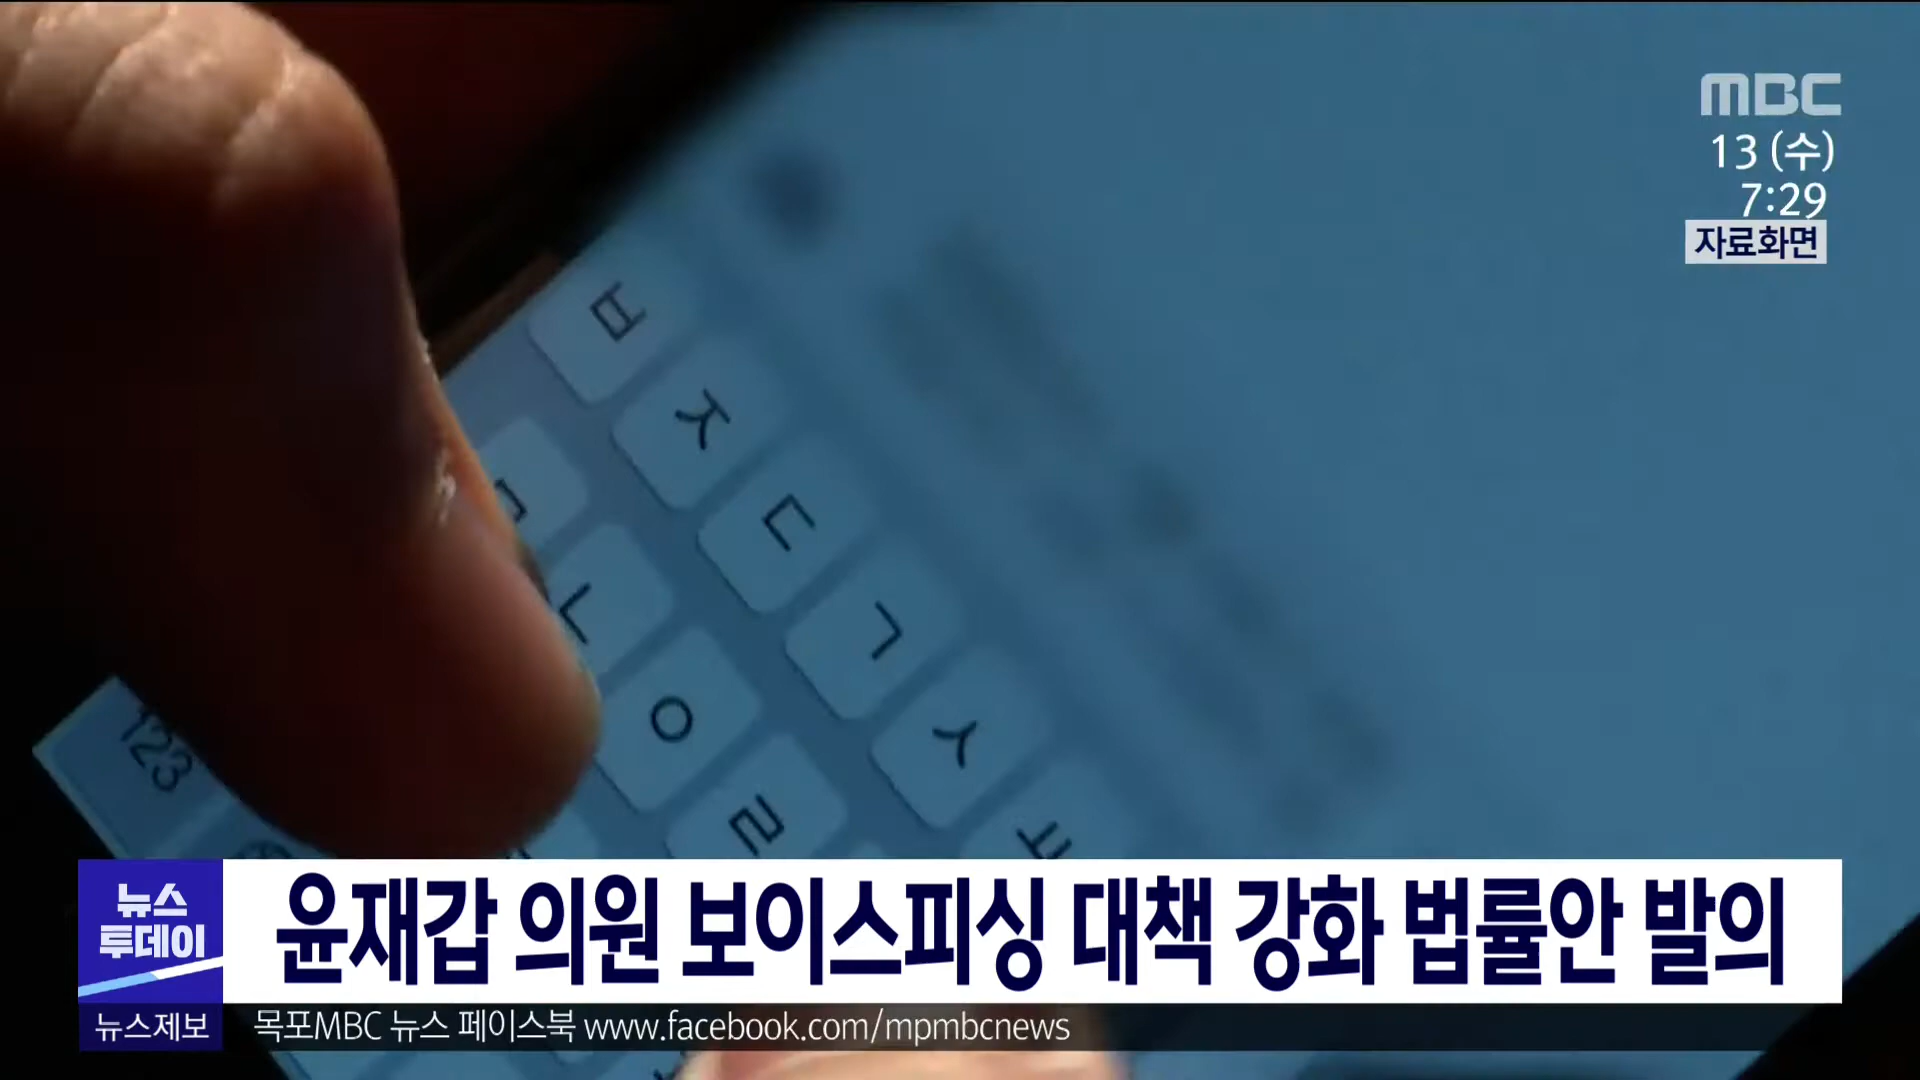 MBC
13 (수)
7:29
자료화면
ㅂ
ㅈ
ㄷ
ㄱ
ㅅ
ㅛ
ㅁ
ㄴ
ㅇ
ㄹ
123
뉴스
투데이
윤재갑 의원 보이스피싱 대책 강화 법률안 발의
뉴스제보
목포MBC 뉴스 페이스북 www.facebook.com/mpmbcnews